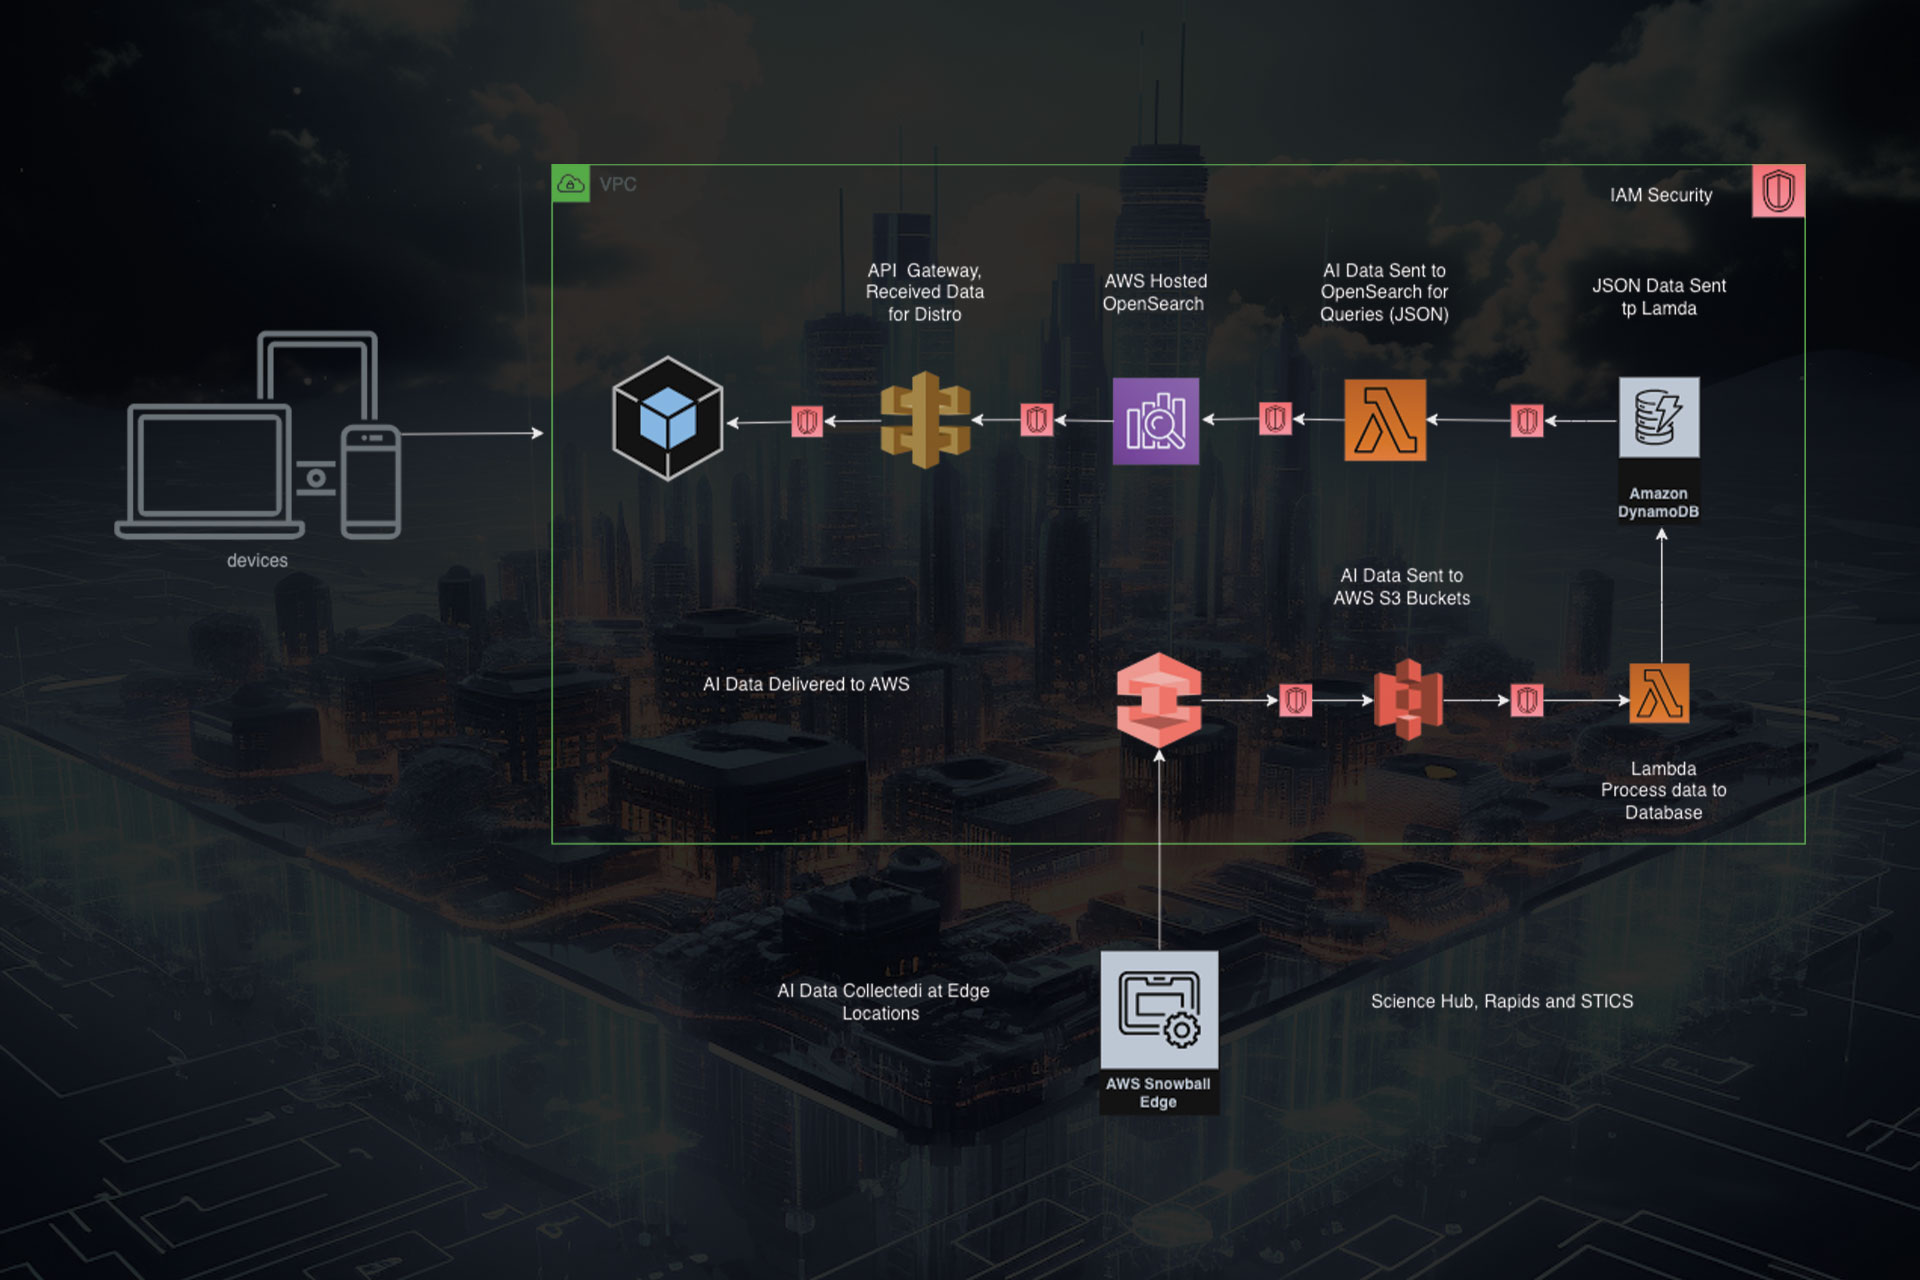 VPC
IAM Security
API  Gateway,
Received Data
for Distro
AWS Hosted
OpenSearch
AI Data Sent to
OpenSearch for
Queries (JSON)
JSON Data Sent
tp Lamda
Amazon
DynamoDB
devices
AI Data Sent to
AWS S3 Buckets
AI Data Delivered to AWS
Lambda
Process data to
Database
AI Data Collectedi at Edge
Locations
Science Hub, Rapids and STICS
AWS Snowball
Edge